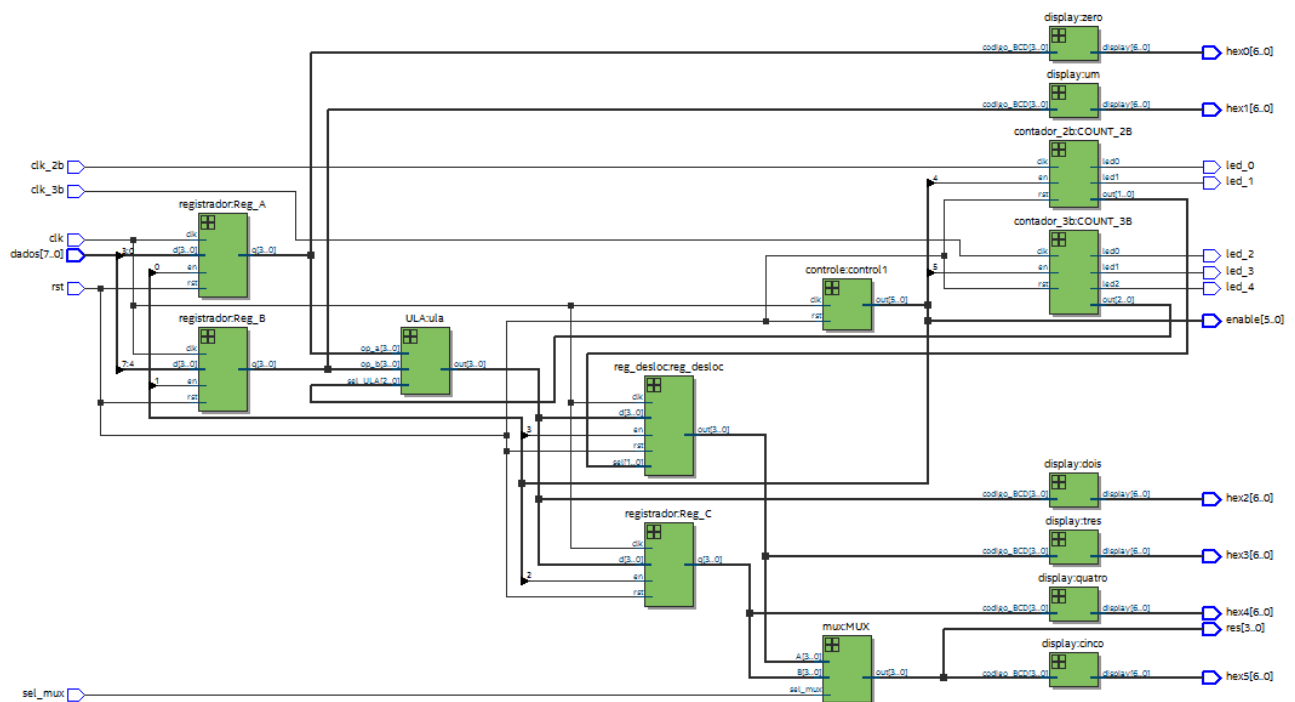 display:zero
codigo_BCD[3..0] display[6..0]
hex0[6..0]
display:um
codigo_BCD[3..0] display[6..0]
hex1[6..0]
contador_2b:COUNT_2B
clk led0
en led1
rst out[1..0]
4
led_0
led_1
clk_2b
clk_3b
clk
dados[7..0]
rst
registrador:Reg_A
clk
d[3..0] q[3..0]
en
rst
3:0
0
contador_3b:COUNT_3B
clk led0
en led1
rst led2
out[2..0]
5
led_2
led_3
led_4
controle:control1
clk out[5..0]
rst
enable[5..0]
registrador:Reg_B
clk
d[3..0] q[3..0]
en
rst
7:4
1
ULA:ula
op_a[3..0]
op_b[3..0] out[3..0]
sel_ULA[2..0]
reg_desloc:reg_desloc
clk
d[3..0]
en out[3..0]
rst
sel[1..0]
3
display:dois
codigo_BCD[3..0] display[6..0]
hex2[6..0]
registrador:Reg_C
clk
d[3..0] q[3..0]
en
rst
2
display:tres
codigo_BCD[3..0] display[6..0]
hex3[6..0]
display:quatro
codigo_BCD[3..0] display[6..0]
hex4[6..0]
res[3..0]
mux:MUX
A[3..0]
B[3..0] out[3..0]
sel_mux
display:cinco
codigo_BCD[3..0] display[6..0]
hex5[6..0]
sel_mux